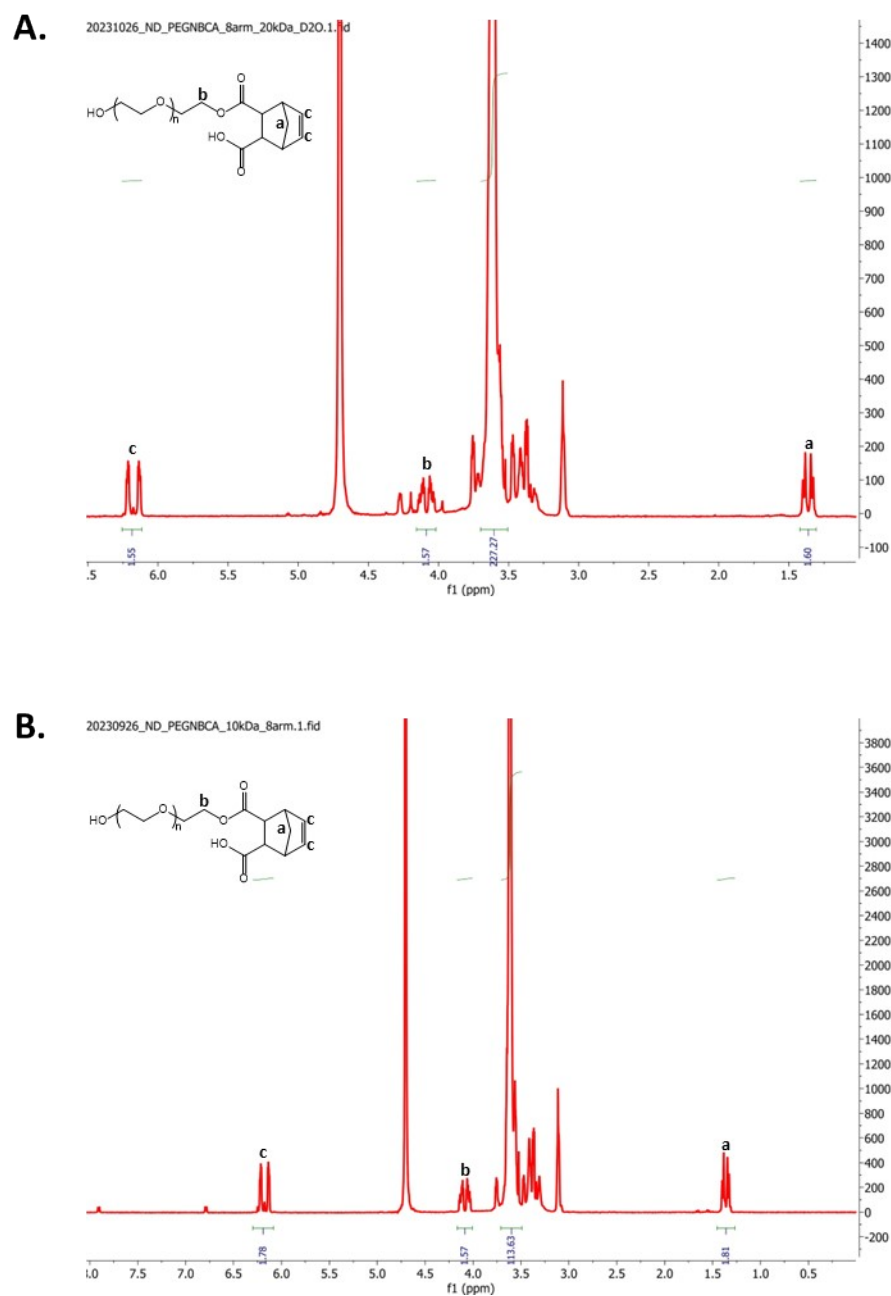 A.
20231026_ND_PEGNBCA_8arm_20kDa_D2O.1.fid
b
O
c
HO
O
n
O
a
c
HO
O
1400
1300
1200
1100
1000
900
800
700
600
500
400
300
200
100
0
-100
c
b
a
1.55
1.57
227.27
1.60
.5 6.0 5.5 5.0 4.5 4.0 3.5 3.0 2.5 2.0 1.5
f1 (ppm)
B.
20230926_ND_PEGNBCA_10kDa_8arm.1.fid
b
O
c
HO
O
n
O
a
c
HO
O
3800
3600
3400
3200
3000
2800
2600
2400
2200
2000
1800
1600
1400
1200
1000
800
600
400
200
0
-200
c
b
a
1.78
1.57
113.63
1.81
8.0 7.5 7.0 6.5 6.0 5.5 5.0 4.5 4.0 3.5 3.0 2.5 2.0 1.5 1.0 0.5 0.0
f1 (ppm)